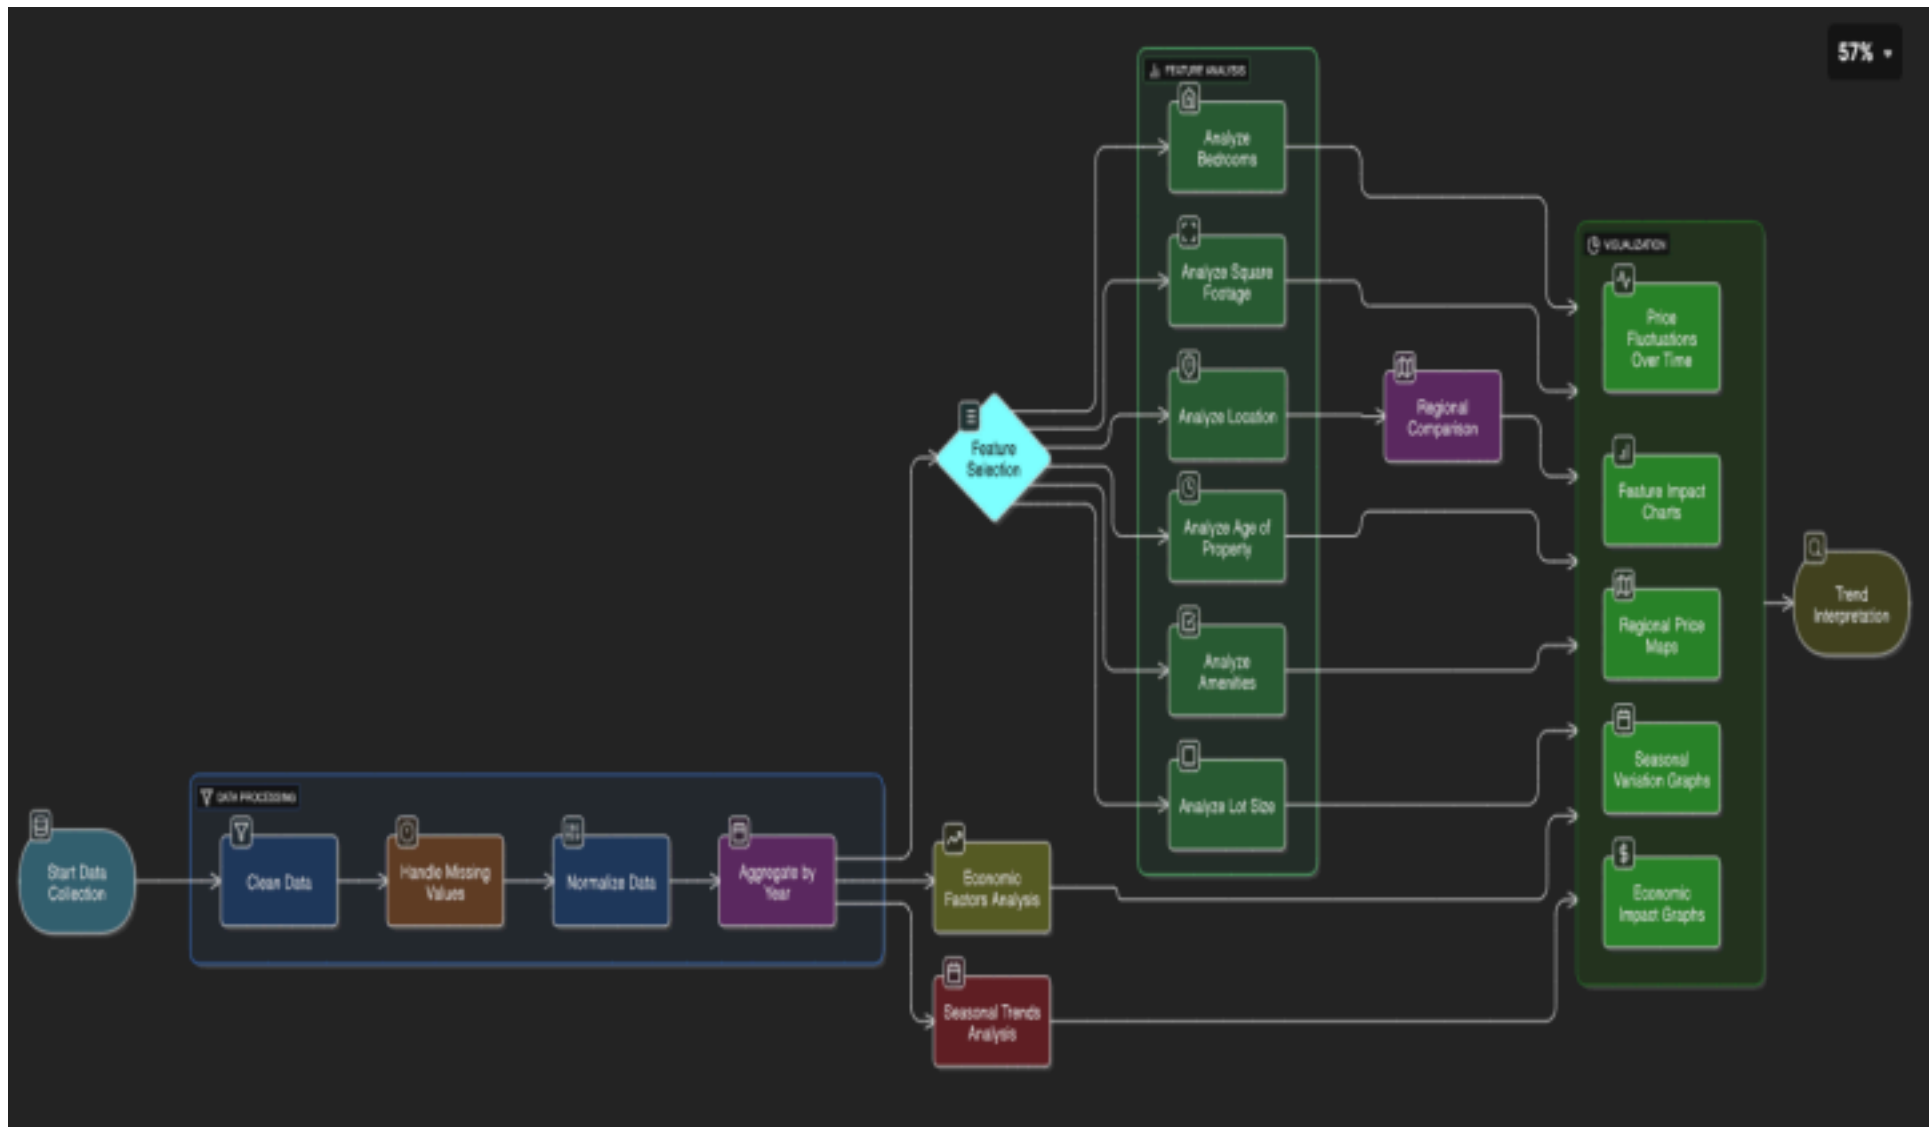 57%
FEATURE ANALYSIS
Analyze
Bedrooms
Analyze Square
Footage
Analyze Location
Analyze Age of
Property
Analyze
Amenities
Analyze Lot Size
Feature
Selection
Regional
Comparison
VISUALIZATION
Price
Fluctuations
Over Time
Feature Impact
Charts
Regional Price
Maps
Seasonal
Variation Graphs
Economic
Impact Graphs
Trend
Interpretation
DATA PROCESSING
Start Data
Collection
Clean Data
Handle Missing
Values
Normalize Data
Aggregate by
Year
Economic
Factors Analysis
Seasonal Trends
Analysis